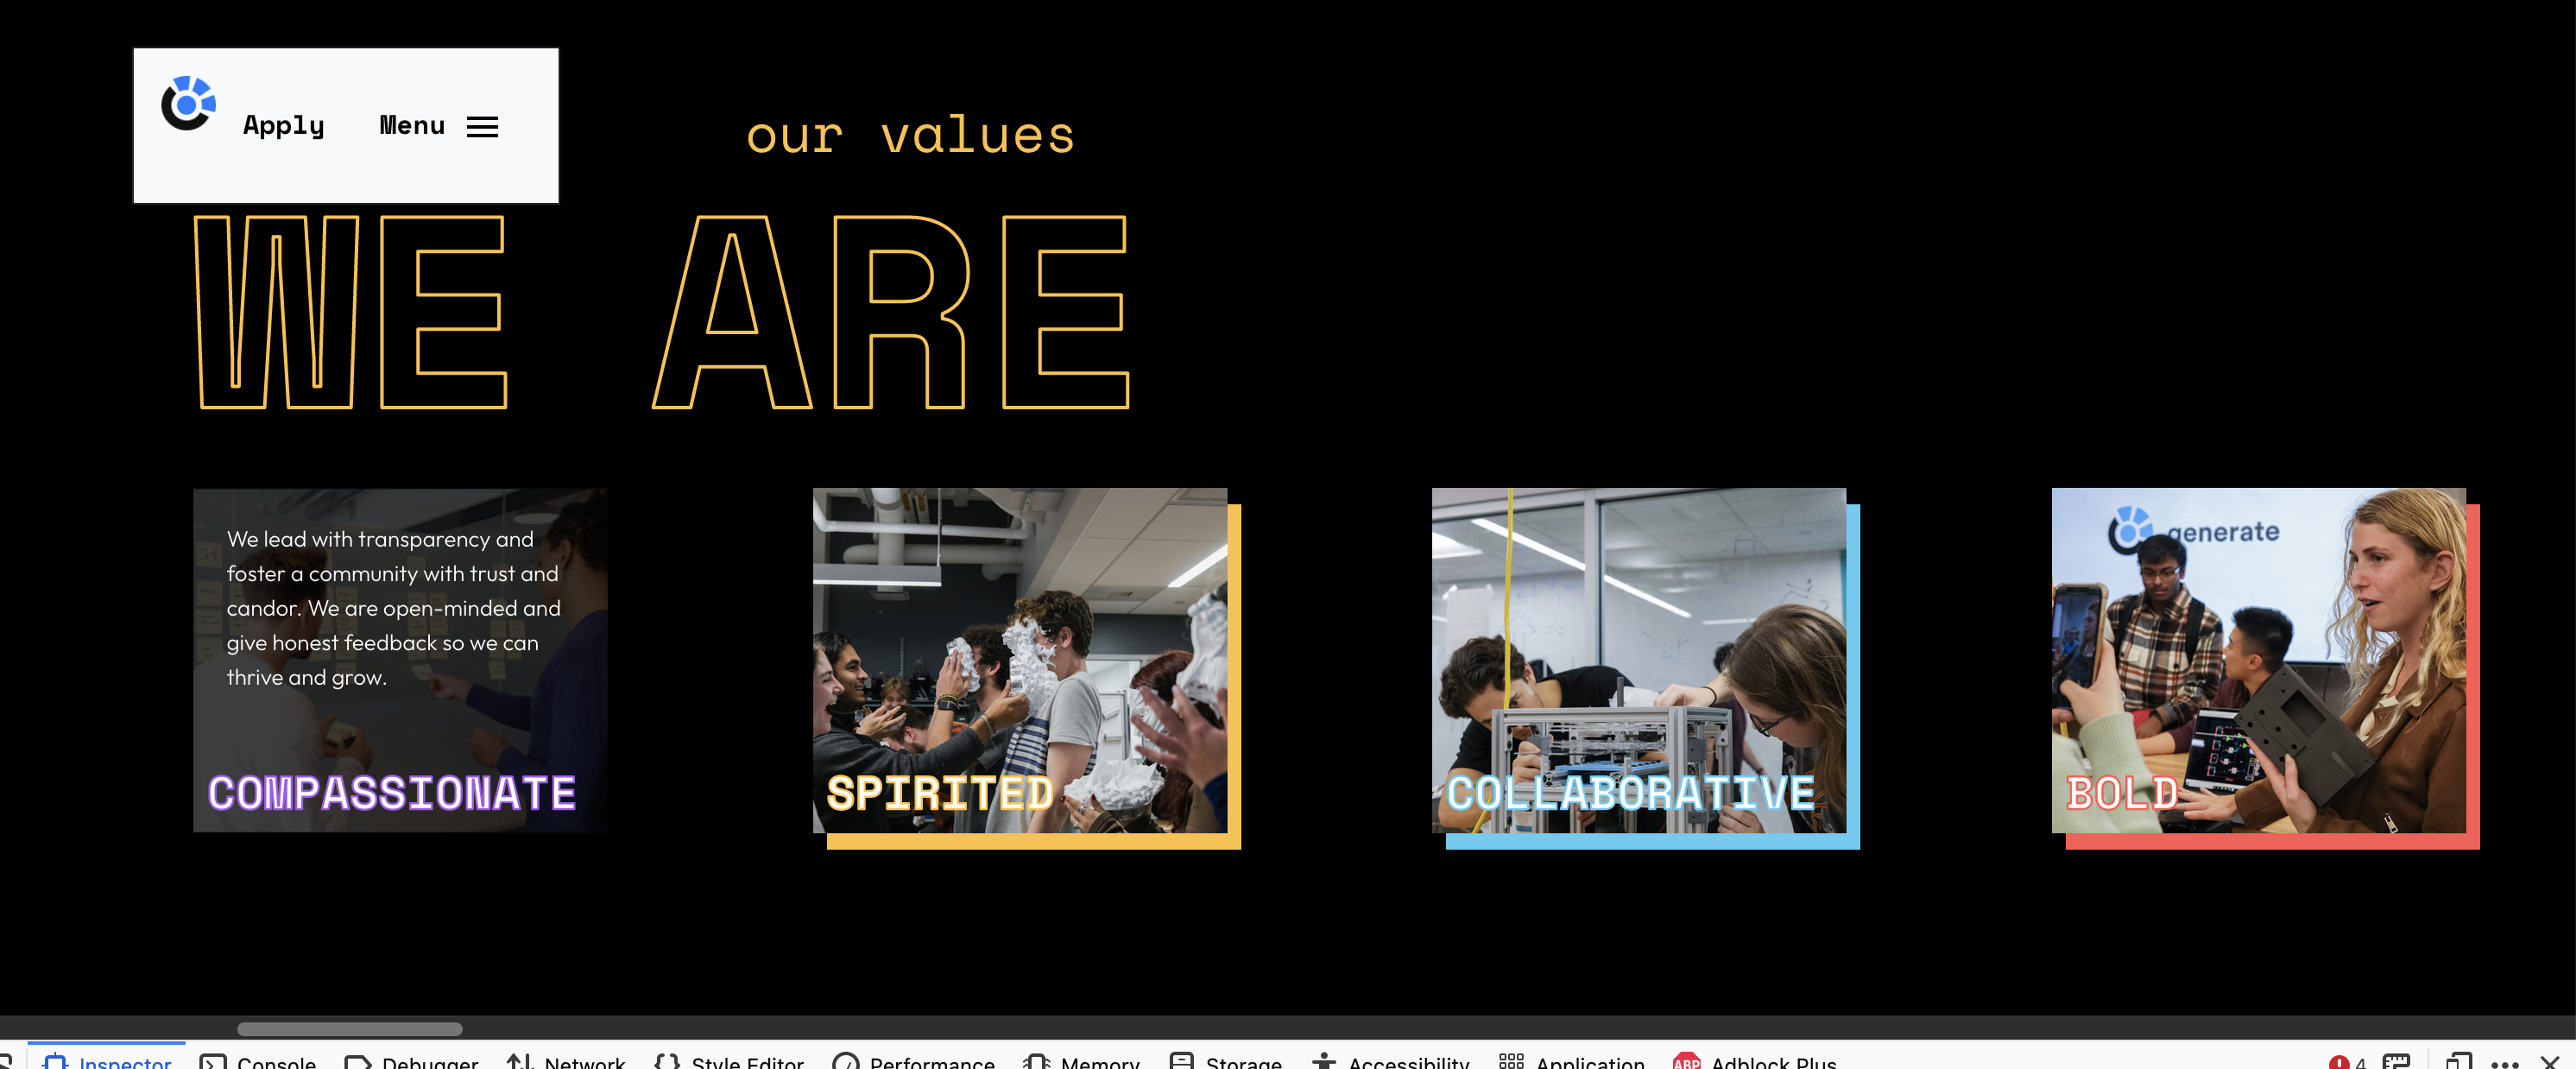 Apply Menu
our values
WE ARE
We lead with transparency and
foster a community with trust and
candor. We are open-minded and
give honest feedback so we can
thrive and grow.
COMPASSIONATE
SPIRITED
COLLABORATIVE
generate
BOLD
Inspector Console Debugger Network Style Editor Performance Memory Storage Accessibility Application ABP Adblock Plus 4